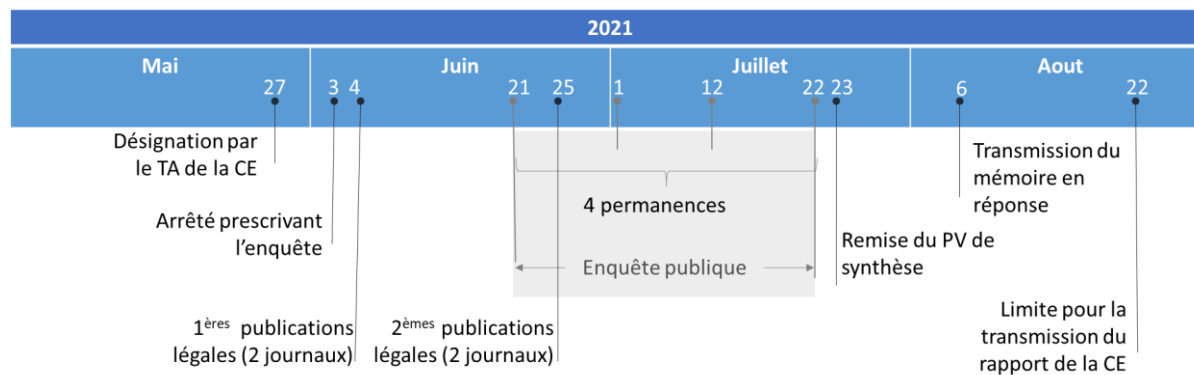 2021
Mai
Juin
Juillet
Aout
27
3
4
21
25
1
12
22
23
6
22
Désignation par
le TA de la CE
Arrêté prescrivant
l’enquête
1ères publications
légales (2 journaux)
2èmes publications
légales (2 journaux)
4 permanences
Enquête publique
Remise du PV de
synthèse
Transmission du
mémoire en
réponse
Limite pour la
transmission du
rapport de la CE